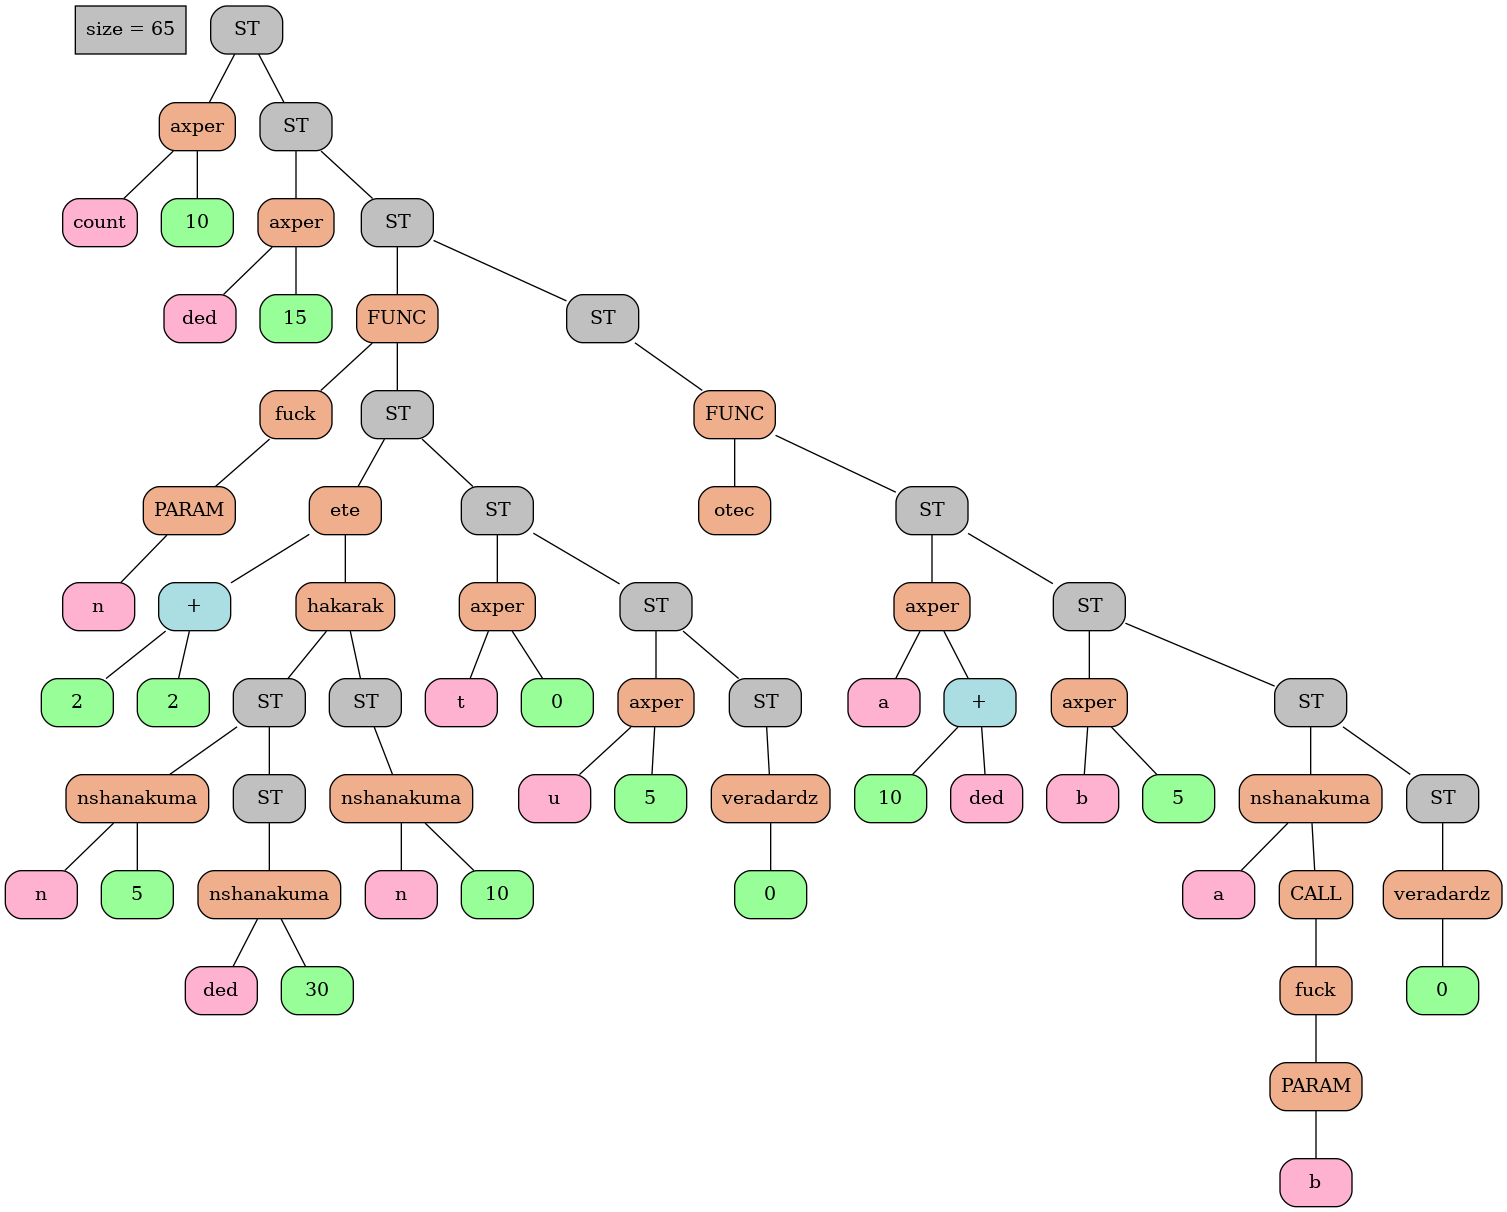 size = 65 ST
axper ST
count 10 axper ST
ded 15 FUNC ST
fuck ST FUNC
PARAM ete ST otec ST
n + hakarak axper ST axper ST
2 2 ST ST t 0 axper ST a + axper ST
nshanakuma ST nshanakuma u 5 veradardz 10 ded b 5 nshanakuma ST
n 5 nshanakuma n 10 0 a CALL veradardz
ded 30 fuck 0
PARAM
b